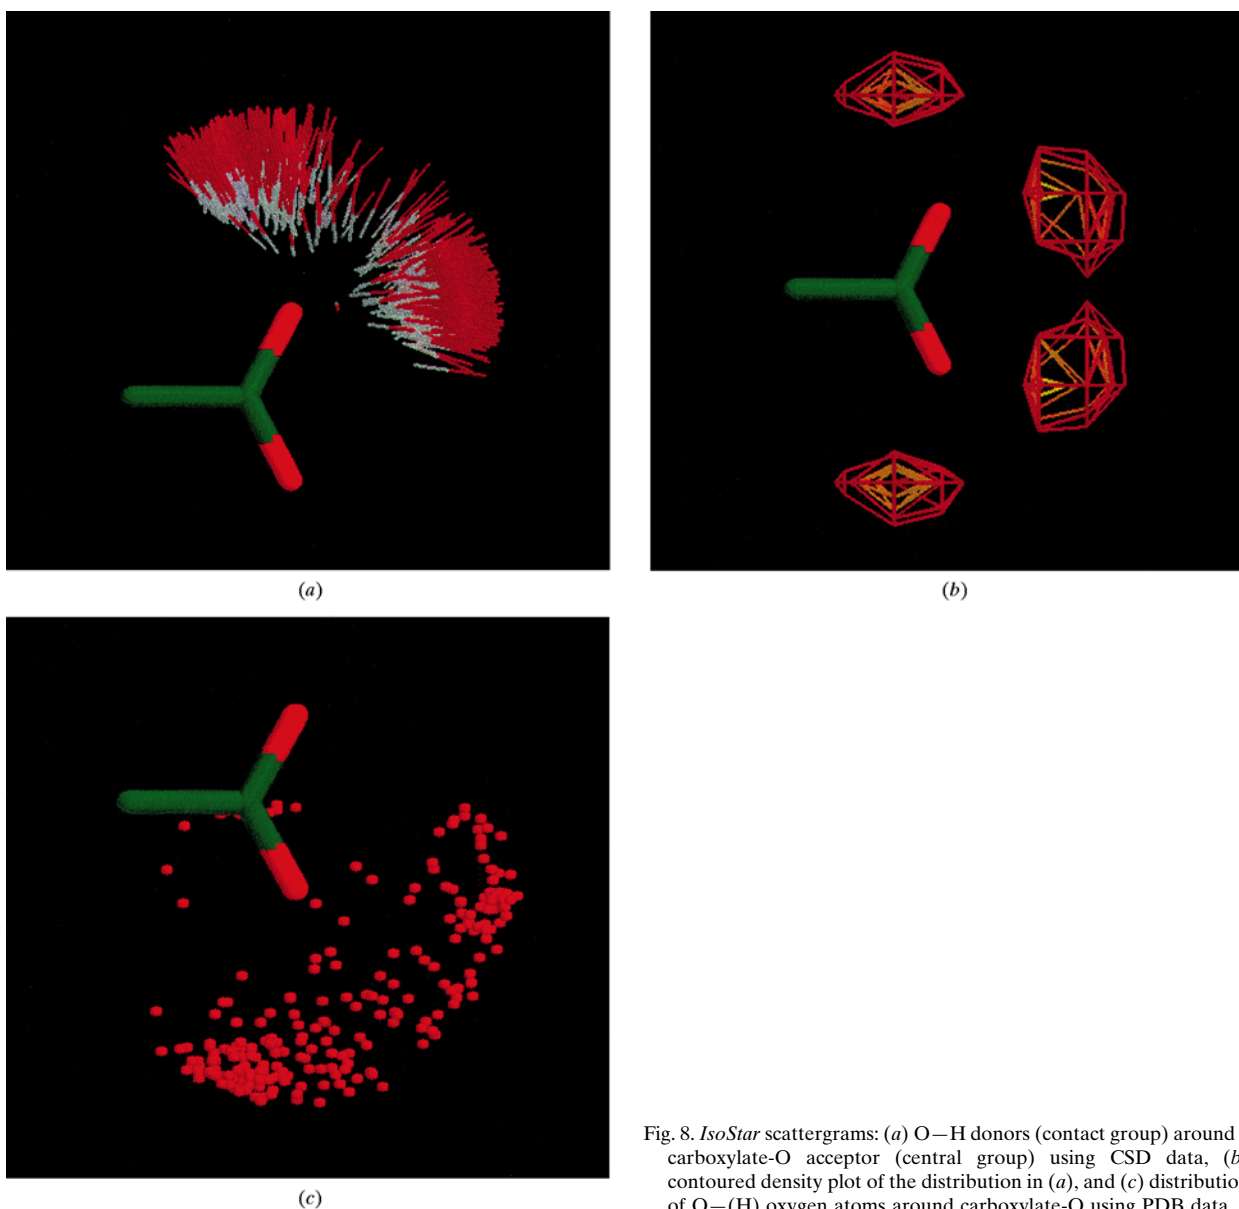 (a)
(b)
(c)
Fig. 8. IsoStar scattergrams: (a) O—H donors (contact group) around
carboxylate-O acceptor (central group) using CSD data, (b
contoured density plot of the distribution in (a), and (c) distributio
of O—(H) oxygen atoms around carboxylate-O using PDB data.